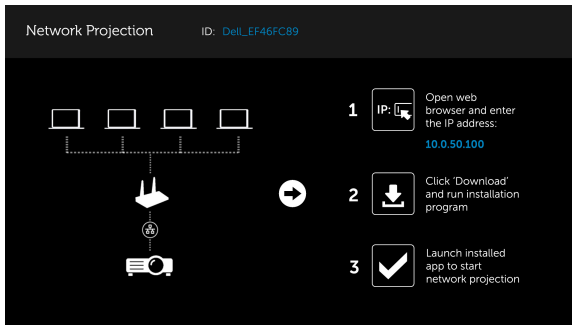 Network Projection
ID: Dell_EF46FC89
1
IP:
Open web
browser and enter
the IP address:
10.0.50.100
2
Click 'Download'
and run installation
program
3
Launch installed
app to start
network projection